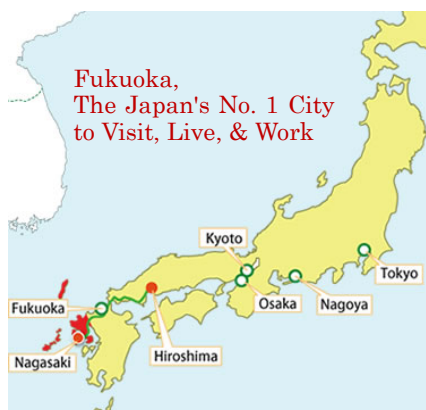 Fukuoka,
The Japan's No. 1 City
to Visit, Live, & Work
Kyoto
Tokyo
Fukuoka
Osaka
Nagoya
Nagasaki
Hiroshima